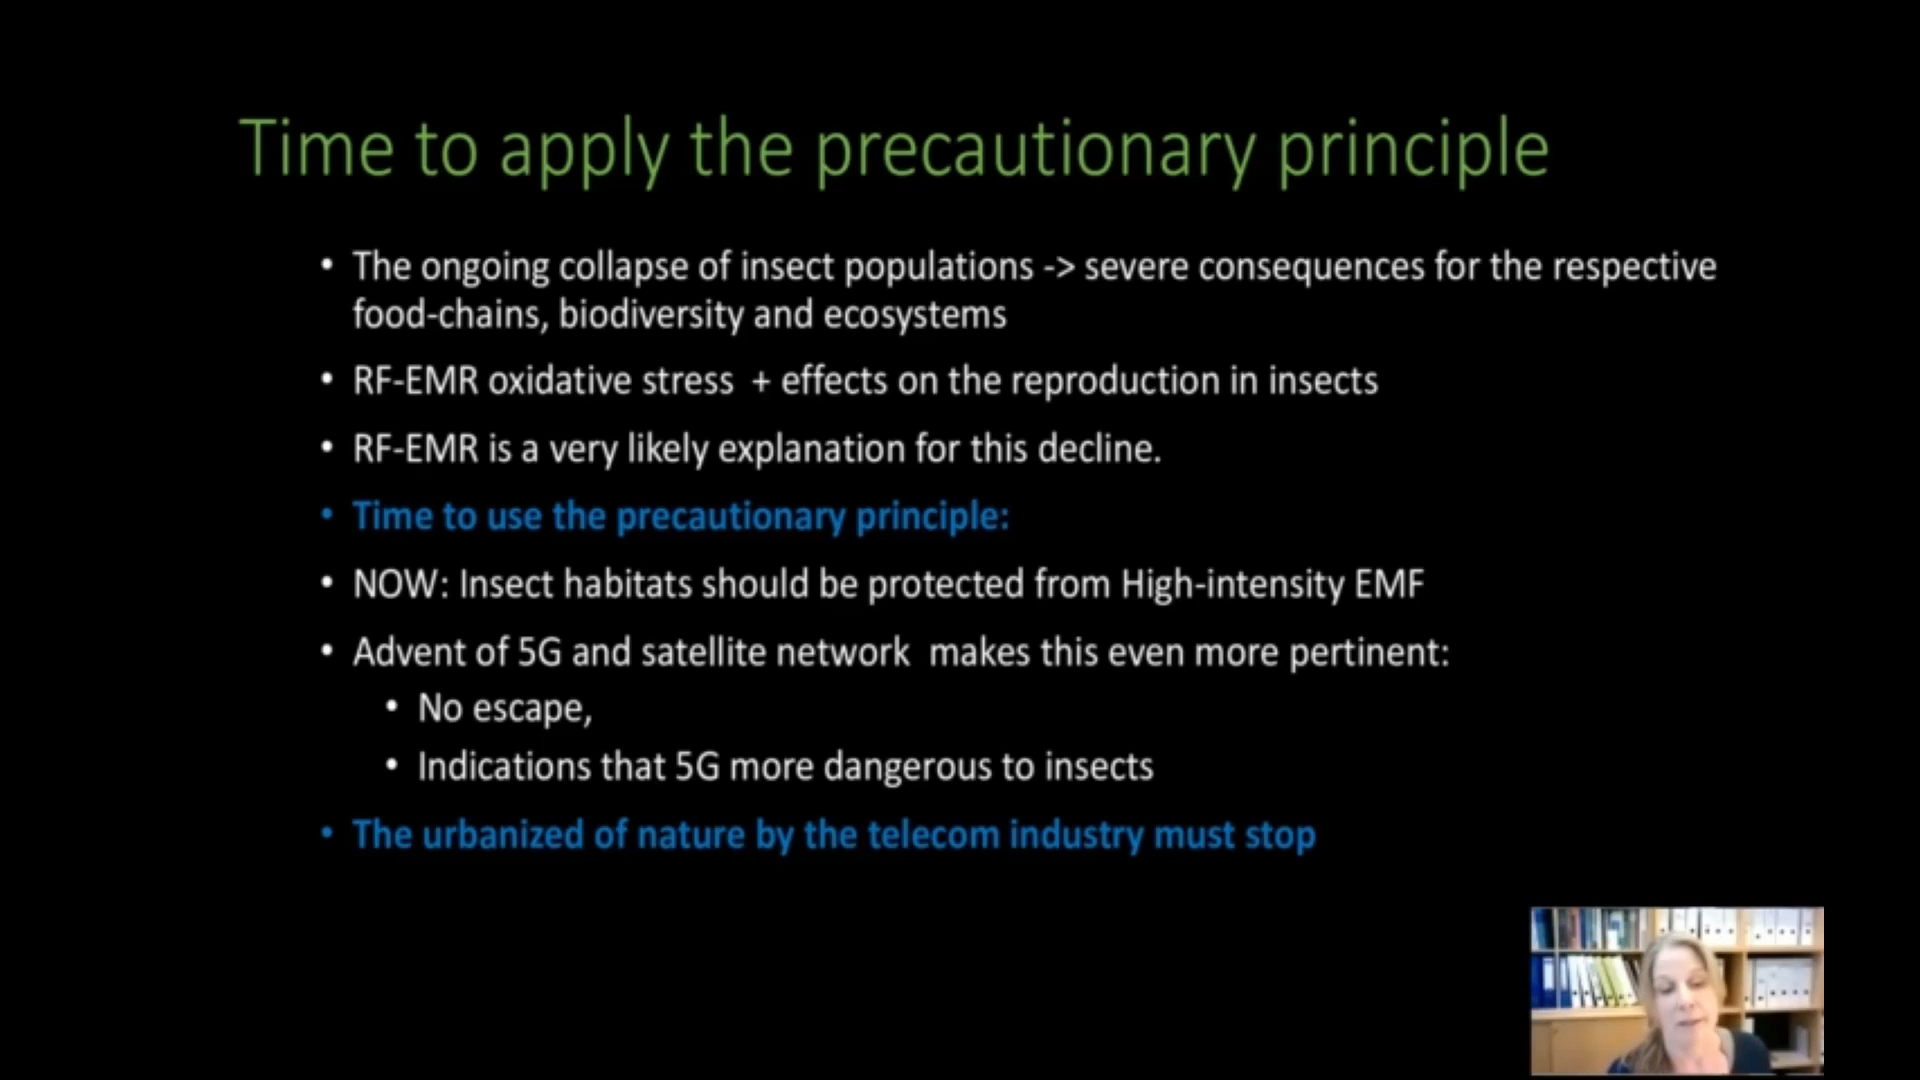 Time to apply the precautionary principle
• The ongoing collapse of insect populations -> severe consequences for the respective
food-chains, biodiversity and ecosystems
• RF-EMR oxidative stress + effects on the reproduction in insects
• RF-EMR is a very likely explanation for this decline.
• Time to use the precautionary principle:
• NOW: Insect habitats should be protected from High-intensity EMF
• Advent of 5G and satellite network makes this even more pertinent:
• No escape,
• Indications that 5G more dangerous to insects
• The urbanized of nature by the telecom industry must stop